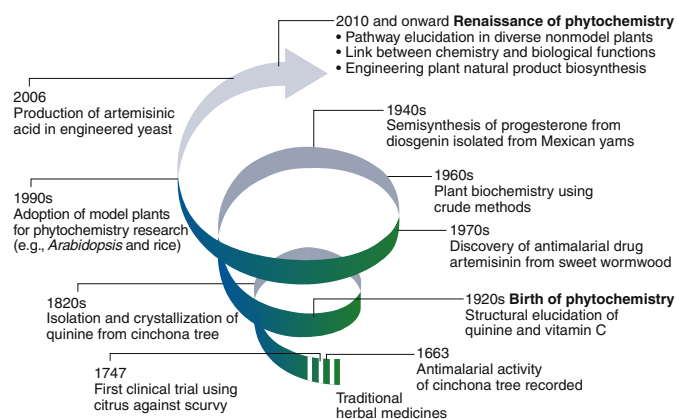 2010 and onward Renaissance of phytochemistry
• Pathway elucidation in diverse nonmodel plants
• Link between chemistry and biological functions
• Engineering plant natural product biosynthesis
2006
Production of artemisinic
acid in engineered yeast
1940s
Semisynthesis of progesterone from
diosgenin isolated from Mexican yams
1960s
Plant biochemistry using
crude methods
1990s
Adoption of model plants
for phytochemistry research
(e.g., Arabidopsis and rice)
1970s
Discovery of antimalarial drug
artemisinin from sweet wormwood
1820s
Isolation and crystallization of
quinine from cinchona tree
1920s Birth of phytochemistry
Structural elucidation of
quinine and vitamin C
1663
Antimalarial activity
of cinchona tree recorded
1747
First clinical trial using
citrus against scurvy
Traditional
herbal medicines